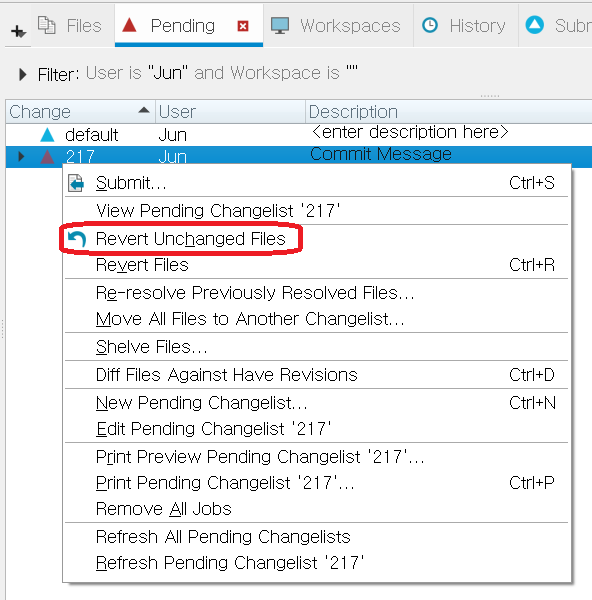 Files Pending Workspaces History Subm
Filter: User is "Jun" and Workspace is ""
Change User Description
default Jun <enter description here>
217 Jun Commit Message
Submit... Ctrl+S
View Pending Changelist '217'
Revert Unchanged Files
Revert Files Ctrl+R
Re-resolve Previously Resolved Files...
Move All Files to Another Changelist...
Shelve Files...
Diff Files Against Have Revisions Ctrl+D
New Pending Changelist... Ctrl+N
Edit Pending Changelist '217'
Print Preview Pending Changelist '217'...
Print Pending Changelist '217'... Ctrl+P
Remove All Jobs
Refresh All Pending Changelists
Refresh Pending Changelist '217'